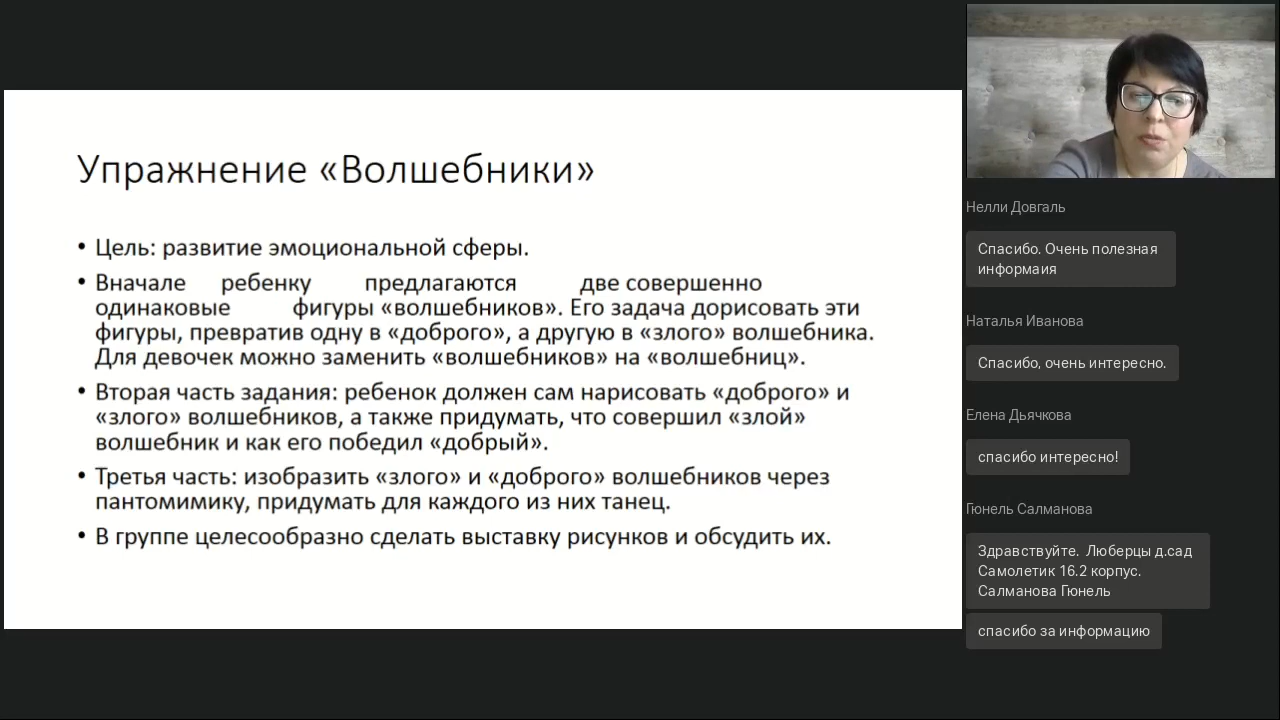 Упражнение «Волшебники»
• Цель: развитие эмоциональной сферы.
• Вначале ребенку предлагаются две совершенно
одинаковые фигуры «волшебников». Его задача дорисовать эти
фигуры, превратив одну в «доброго», а другую в «злого» волшебника.
Для девочек можно заменить «волшебников» на «волшебниц».
• Вторая часть задания: ребенок должен сам нарисовать «доброго» и
«злого» волшебников, а также придумать, что совершил «злой»
волшебник и как его победил «добрый».
• Третья часть: изобразить «злого» и «доброго» волшебников через
пантомимику, придумать для каждого из них танец.
• В группе целесообразно сделать выставку рисунков и обсудить их.
Нелли Довгаль
Спасибо. Очень полезная
информаия
Наталья Иванова
Спасибо, очень интересно.
Елена Дьячкова
спасибо интересно!
Гюнель Салманова
Здравствуйте. Люберцы д.сад
Самолетик 16.2 корпус.
Салманова Гюнель
спасибо за информацию